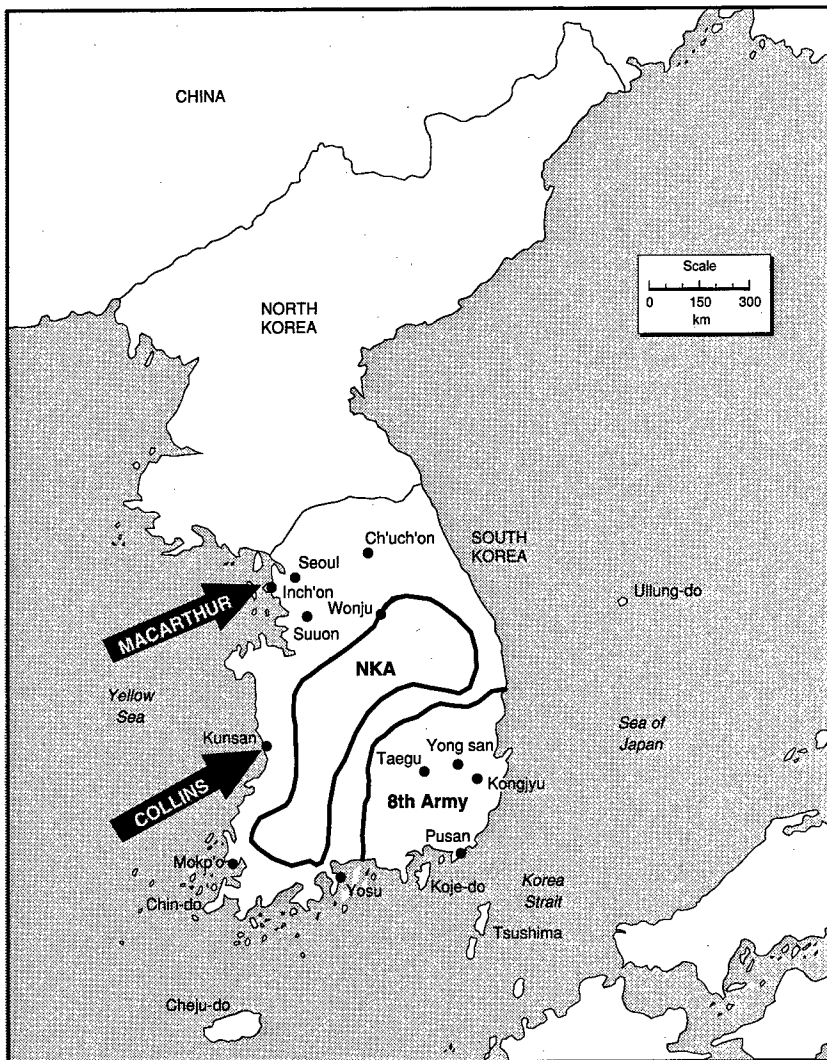 CHINA
Scale
0 150 300
km
NORTH
KOREA
Ch'uch'on
SOUTH
KOREA
Seoul
Inch'on
Ullung-do
MACARTHUR
Wonju
Suuon
NKA
Yellow
Sea
Sea of
Japan
Kunsan
Yong san
Taegu
Kongjyu
COLLINS
8th Army
Pusan
Mokp'o
Yosu
Koje-do
Korea
Strait
Chin-do
Tsushima
Cheju-do